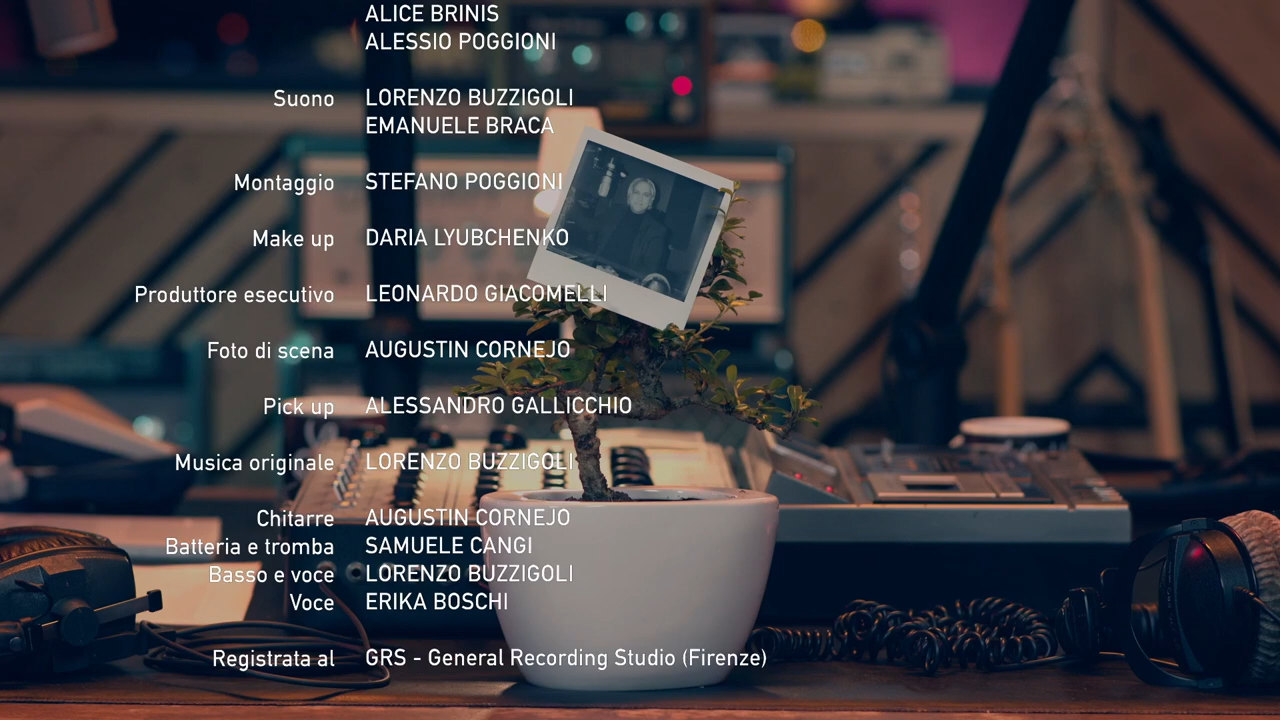 ALICE BRINIS
ALESSIO POGGIONI
Suono LORENZO BUZZIGOLI
EMANUELE BRACA
Montaggio STEFANO POGGIONI
Make up DARIA LYUBCHENKO
Produttore esecutivo LEONARDO GIACOMELLI
Foto di scena AUGUSTIN CORNEJO
Pick up ALESSANDRO GALLICCHIO
Musica originale LORENZO BUZZIGOLI
Chitarre AUGUSTIN CORNEJO
Batteria e tromba SAMUELE CANGI
Basso e voce LORENZO BUZZIGOLI
Voce ERIKA BOSCHI
Registrata al GRS - General Recording Studio (Firenze)